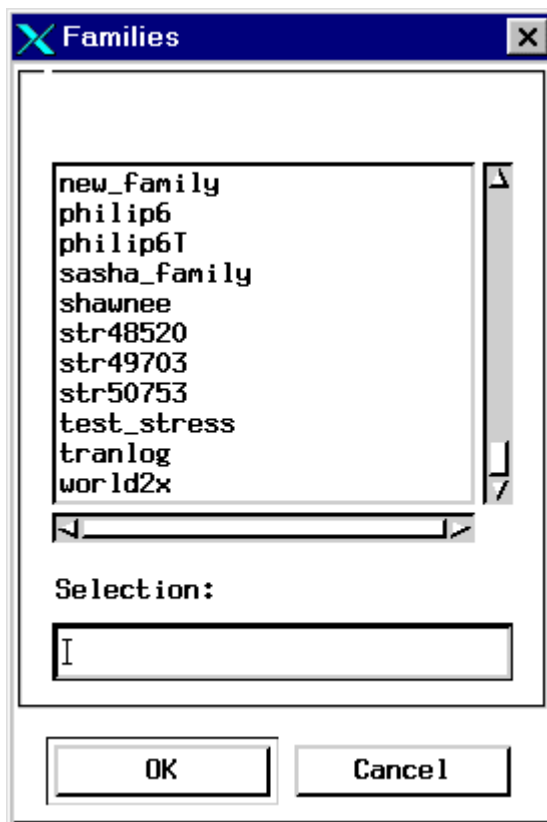 Families
new_family
philip6
philip6T
sasha_family
shawnee
str48520
str49703
str50753
test_stress
tranlog
world2x
Selection:
OK
Cancel